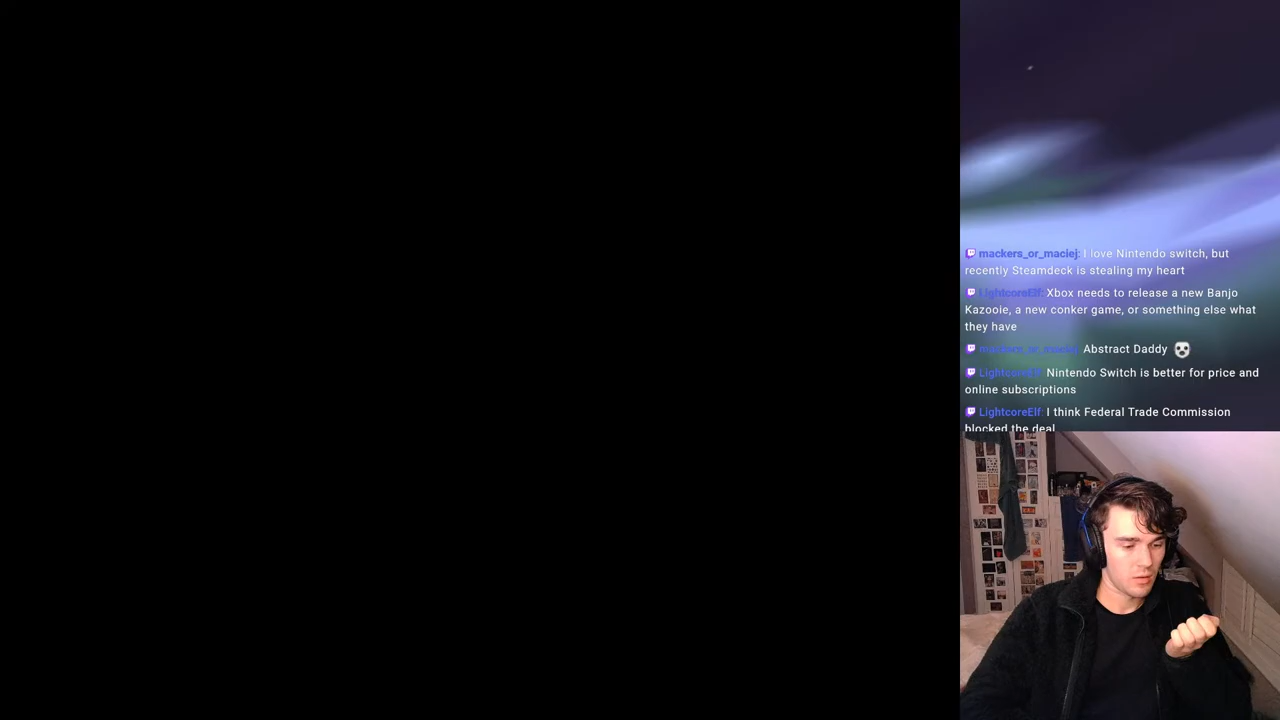 mackers_or_maciej: I love Nintendo switch, but
recently Steamdeck is stealing my heart
LightcoreElf: Xbox needs to release a new Banjo
Kazooie, a new conker game, or something else what
they have
mackers_or_maciej: Abstract Daddy
LightcoreElf: Nintendo Switch is better for price and
online subscriptions
LightcoreElf: I think Federal Trade Commission
blocked the deal